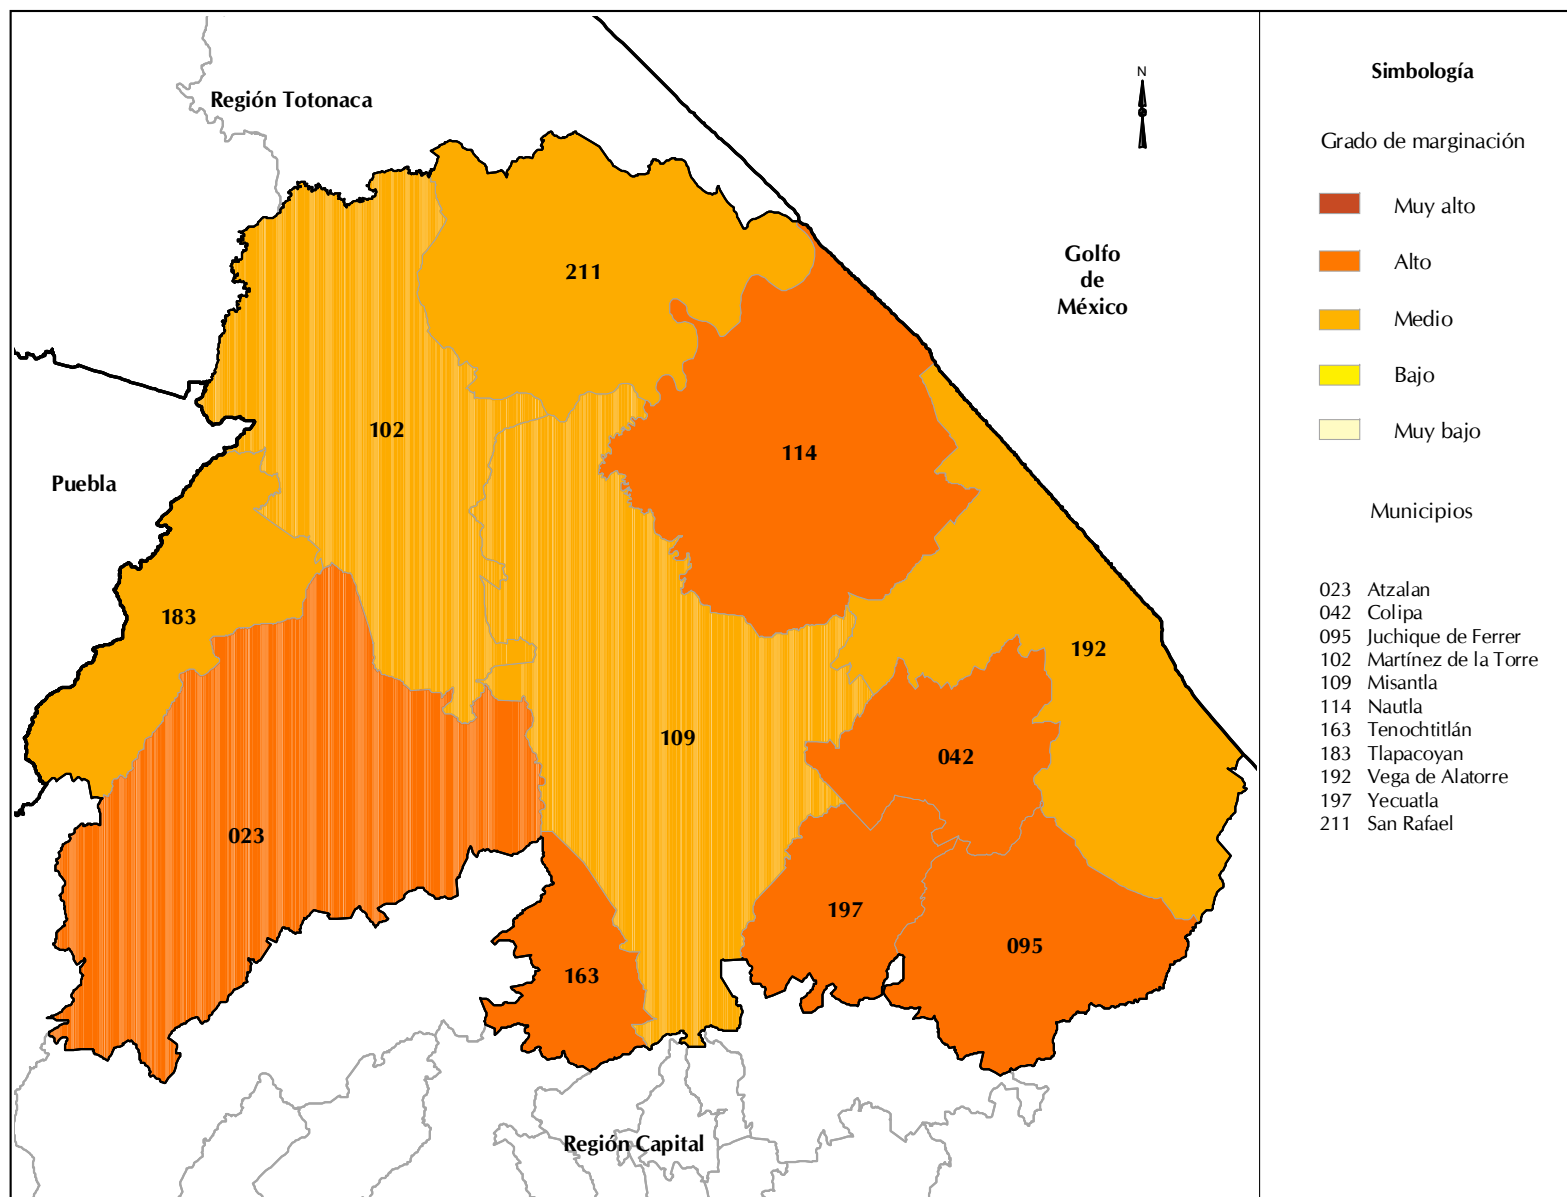 Región Totonaca
N
Golfo
de
México
211
102
114
Puebla
183
192
109
042
023
197
095
163
Región Capital
Simbología
Grado de marginación
Muy alto
Alto
Medio
Bajo
Muy bajo
Municipios
023 Atzalan
042 Colipa
095 Juchique de Ferrer
102 Martínez de la Torre
109 Misantla
114 Nautla
163 Tenochtitlán
183 Tlapacoyan
192 Vega de Alatorre
197 Yecuatla
211 San Rafael